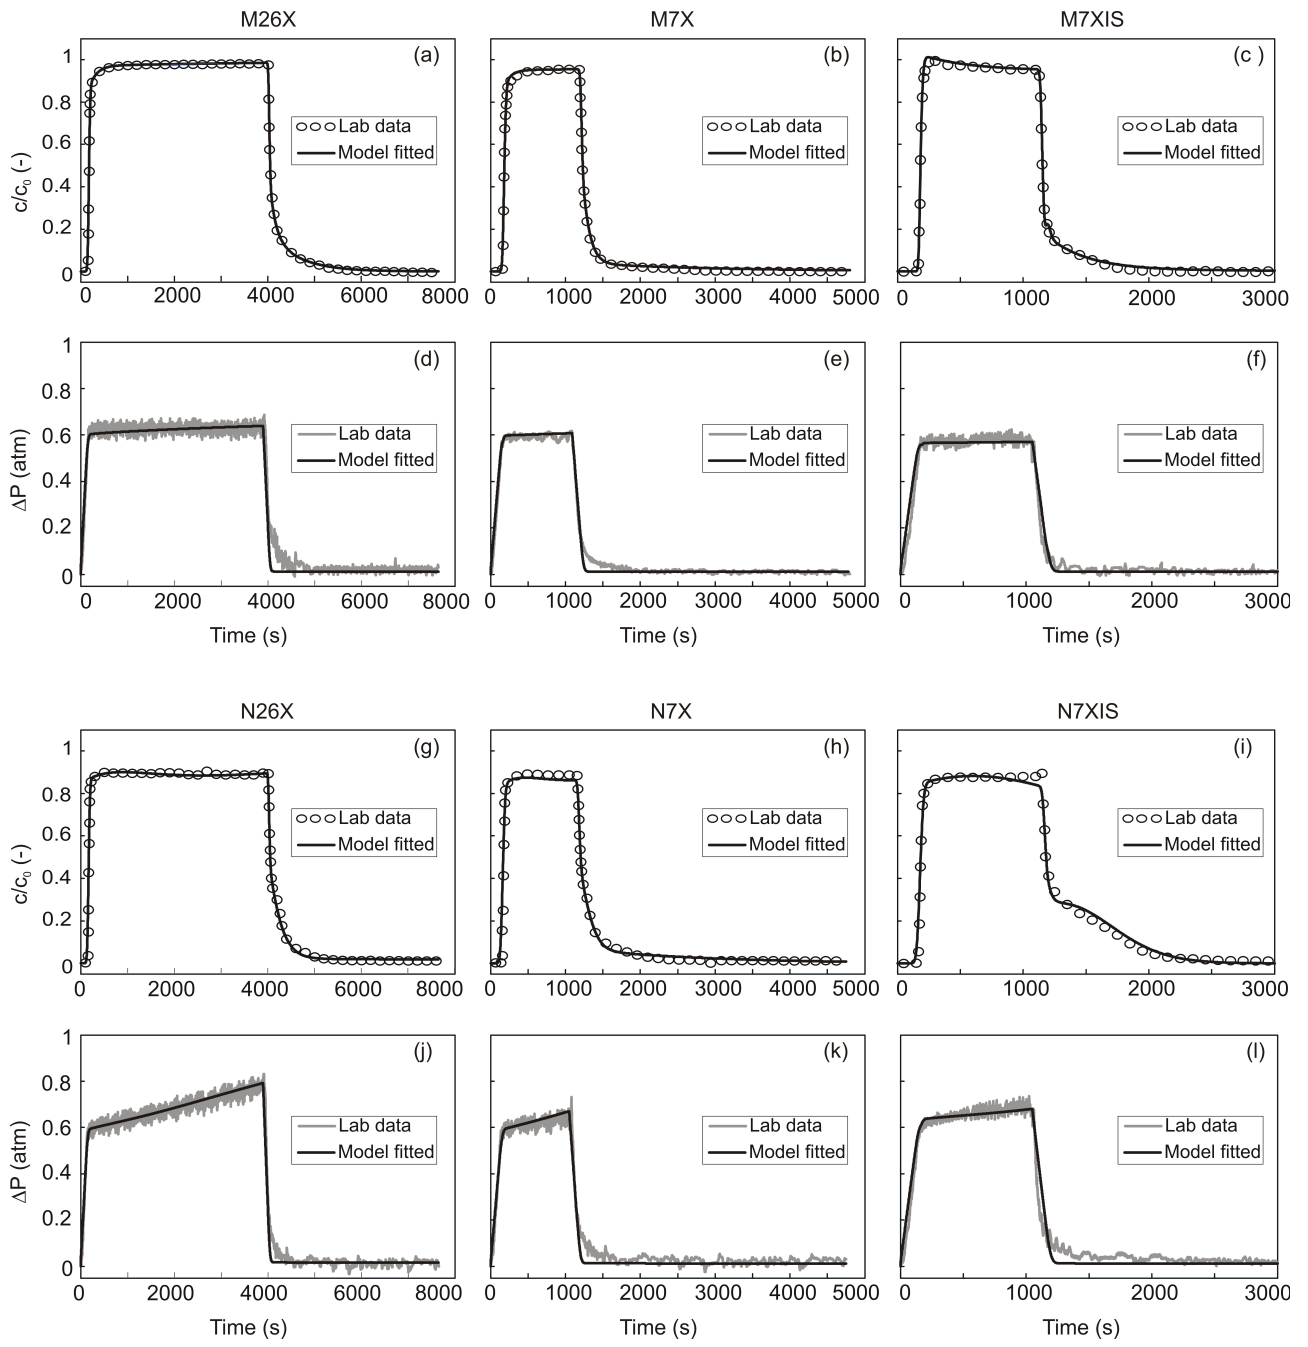 M26X M7X M7XIS
(a) (b) (c )
1
0.8
0.6
0.4
0.2
0
c/c₀ (-)
Lab data
Model fitted
Lab data
Model fitted
Lab data
Model fitted
0 2000 4000 6000 8000
0 1000 2000 3000 4000 5000
0 1000 2000 3000
(d) (e) (f)
1
0.8
0.6
0.4
0.2
0
ΔP (atm)
Lab data
Model fitted
Lab data
Model fitted
Lab data
Model fitted
0 2000 4000 6000 8000
0 1000 2000 3000 4000 5000
0 1000 2000 3000
Time (s) Time (s) Time (s)
N26X N7X N7XIS
(g) (h) (i)
1
0.8
0.6
0.4
0.2
0
c/c₀ (-)
Lab data
Model fitted
Lab data
Model fitted
Lab data
Model fitted
0 2000 4000 6000 8000
0 1000 2000 3000 4000 5000
0 1000 2000 3000
(j) (k) (l)
1
0.8
0.6
0.4
0.2
0
ΔP (atm)
Lab data
Model fitted
Lab data
Model fitted
Lab data
Model fitted
0 2000 4000 6000 8000
0 1000 2000 3000 4000 5000
0 1000 2000 3000
Time (s) Time (s) Time (s)